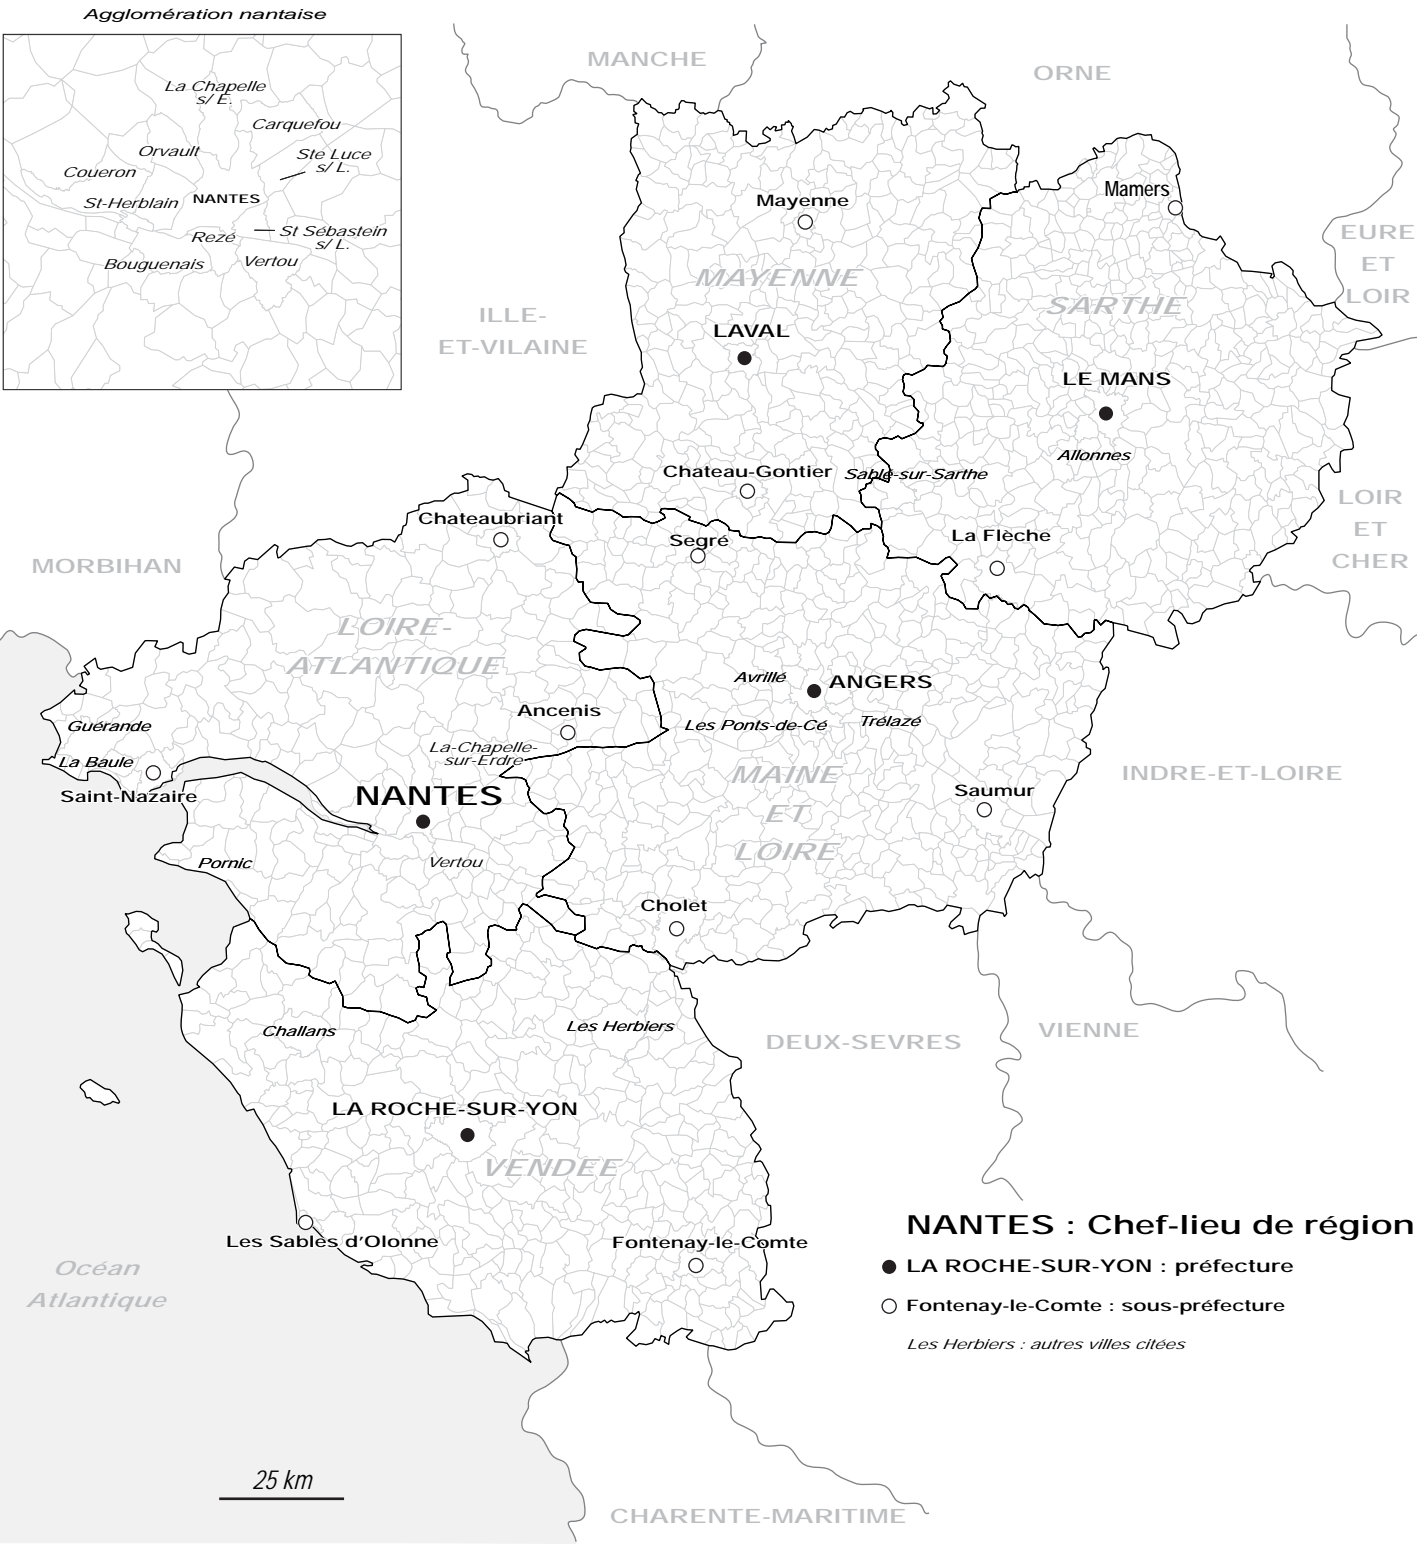 Agglomération nantaise
La Chapelle
s/ E.
Carquefou
Orvault
Ste Luce
s/ L.
Coueron
St-Herblain
NANTES
Rezé
St Sébastein
s/ L.
Bouguenais
Vertou
MANCHE
ORNE
Mamers
Mayenne
EURE
ET
LOIR
MAYENNE
SARTHE
ILLE-
ET-VILAINE
LAVAL
LE MANS
Allonnes
Chateau-Gontier
Sablé-sur-Sarthe
LOIR
ET
CHER
Chateaubriant
Segré
La Flèche
MORBIHAN
LOIRE-
ATLANTIQUE
Avrillé
ANGERS
Ancenis
Les Ponts-de-Cé
Trélazé
Guérande
La-Chapelle-
sur-Erdre
La Baule
MAINE
ET
LOIRE
INDRE-ET-LOIRE
Saint-Nazaire
NANTES
Saumur
Pornic
Vertou
Cholet
Challans
Les Herbiers
DEUX-SEVRES
VIENNE
LA ROCHE-SUR-YON
VENDEE
Les Sables d'Olonne
Fontenay-le-Comte
Océan
Atlantique
NANTES : Chef-lieu de région
LA ROCHE-SUR-YON : préfecture
Fontenay-le-Comte : sous-préfecture
Les Herbiers : autres villes citées
25 km
CHARENTE-MARITIME